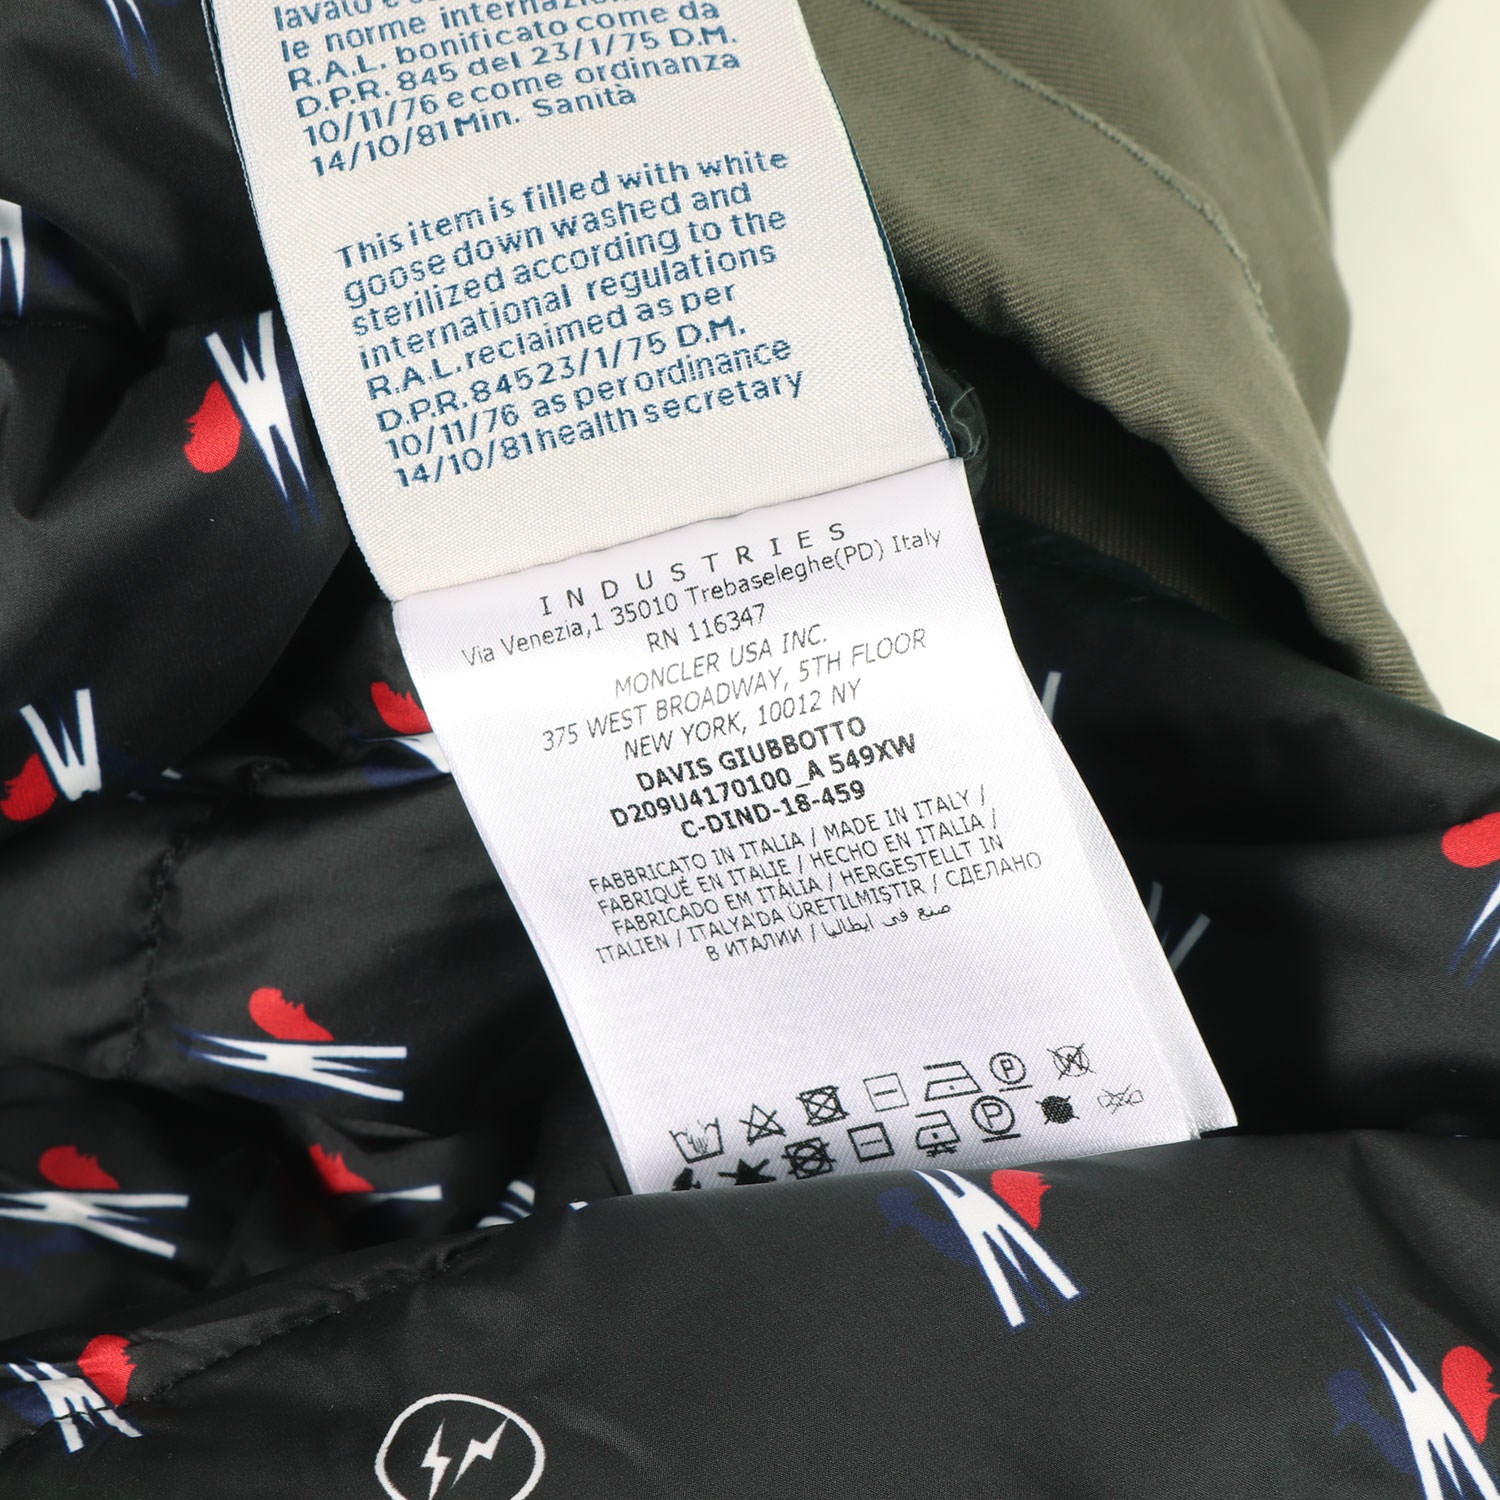 le norme
R.A.L. bonificato come da
D.P.R. 845 del 23/1/75 D.M.
10/11/76 e come ordinanza
14/10/81 Min. Sanità
This item is filled with white
goose down washed and
sterilized according to the
international regulations
R.A.L. reclaimed as per
D.P.R. 84523/1/75 D.M.
10/11/76 as per ordinance
14/10/81 health secretary
INDUSTRIES
Via Venezia,1 35010 Trebaseleghe(PD) Italy
RN 116347
MONCLER USA INC.
375 WEST BROADWAY, 5TH FLOOR
NEW YORK, 10012 NY
DAVIS GIUBBOTTO
D209U4170100_A 549XW
C-DIND-18-459
FABBRICATO IN ITALIA / MADE IN ITALY /
FABRIQUÉ EN ITALIE / HECHO EN ITALIA /
FABRICADO EM ITÁLIA / HERGESTELLT IN
ITALIEN / ITALYA'DA ÜRETILMIŞTIR / СДЕЛАНО
В ИТАЛИИ / صنع في ايطاليا
P
W
P